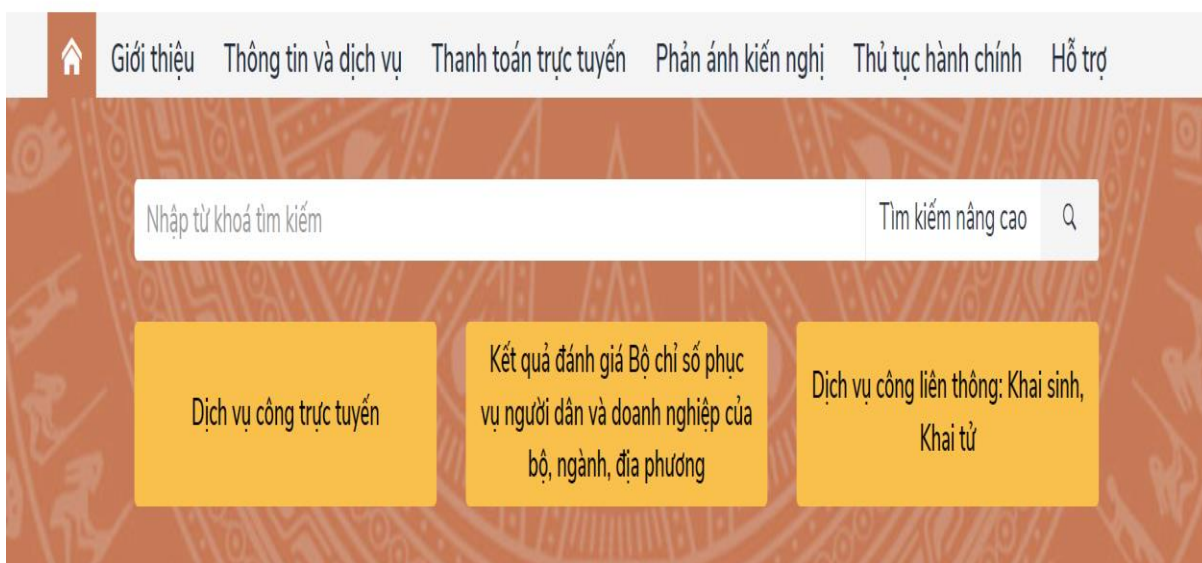 Giới thiệu Thông tin và dịch vụ Thanh toán trực tuyến Phản ánh kiến nghị Thủ tục hành chính Hỗ trợ
Nhập từ khoá tìm kiếm Tìm kiếm nâng cao
Dịch vụ công trực tuyến
Kết quả đánh giá Bộ chỉ số phục
vụ người dân và doanh nghiệp của
bộ, ngành, địa phương
Dịch vụ công liên thông: Khai sinh,
Khai tử